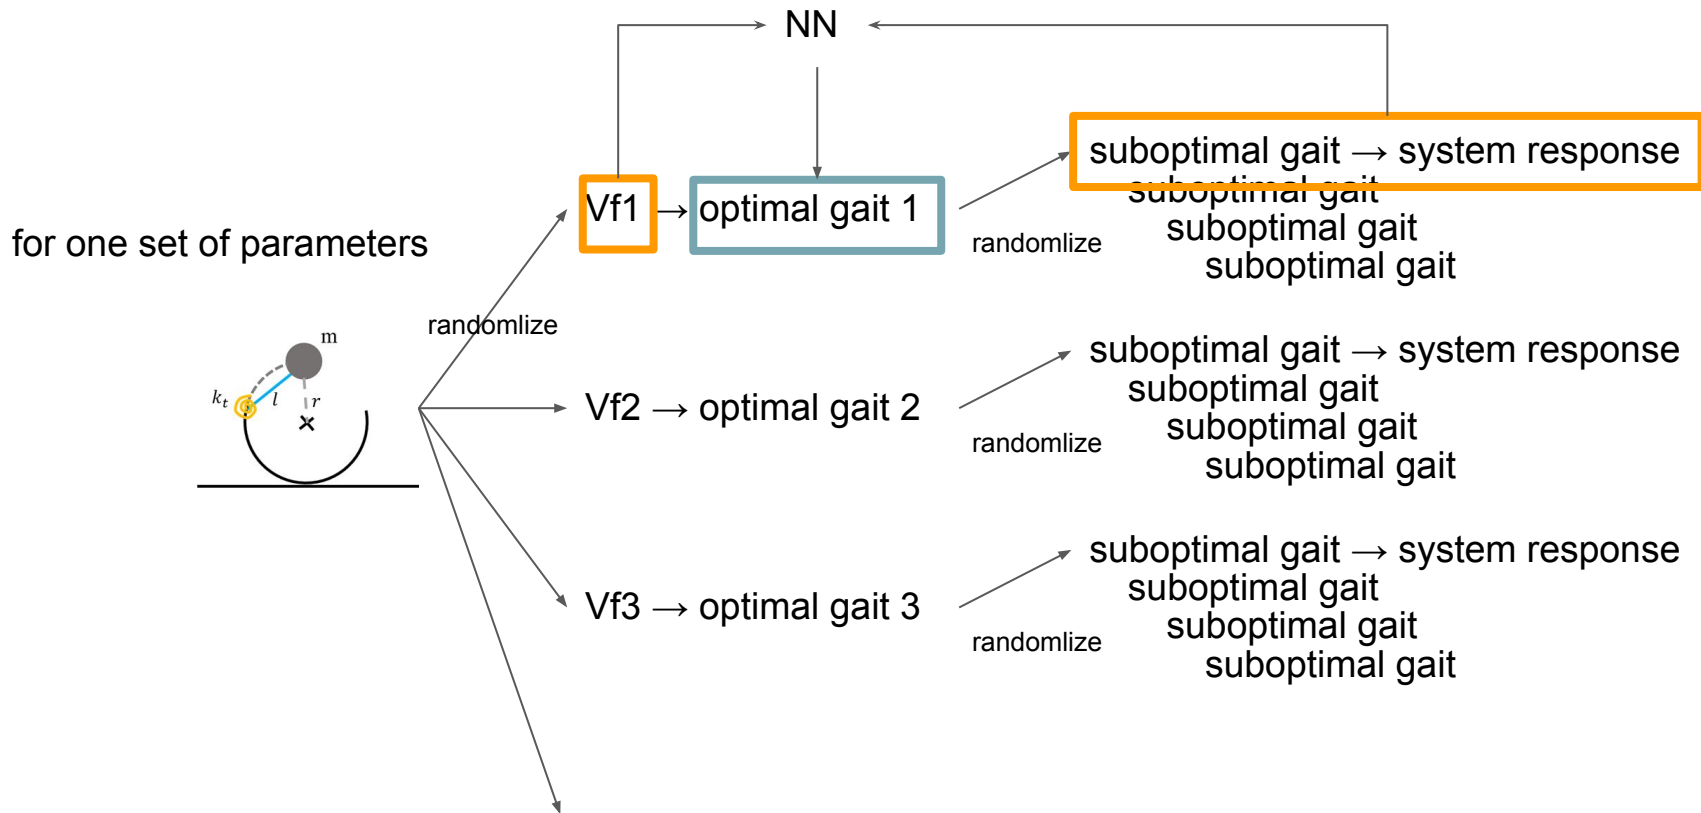 NN
for one set of parameters
m
k_t
l
r
randomlize
Vf1 → optimal gait 1
randomlize
suboptimal gait → system response
suboptimal gait
suboptimal gait
suboptimal gait
Vf2 → optimal gait 2
randomlize
suboptimal gait → system response
suboptimal gait
suboptimal gait
suboptimal gait
Vf3 → optimal gait 3
randomlize
suboptimal gait → system response
suboptimal gait
suboptimal gait
suboptimal gait